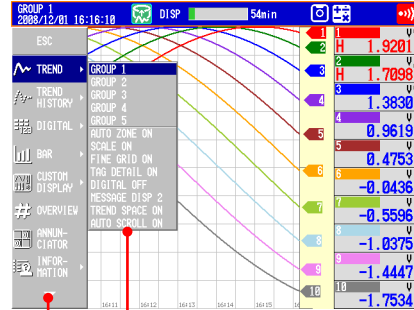 GROUP 1
2008/12/01 16:16:10
DISP
54min
ESC
TREND
TREND
HISTORY
DIGITAL
BAR
CUSTOM
DISPLAY
OVERVIEW
ANNUN-
CIATOR
INFOR-
MATION
GROUP 1
GROUP 2
GROUP 3
GROUP 4
GROUP 5
AUTO ZONE ON
SCALE ON
FINE GRID ON
TAG DETAIL ON
DIGITAL OFF
MESSAGE DISP 2
TREND SPACE ON
AUTO SCROLL ON
16:11
16:12
16:13
16:14
16:15
1
2
3
4
5
6
7
8
9
10
1 V
H 1.9201
2 V
H 1.7098
3 V
1.3830
4 V
0.9619
5 V
0.4753
6 V
-0.0436
7 V
-0.5596
8 V
-1.0375
9 V
-1.4447
10 V
-1.7534